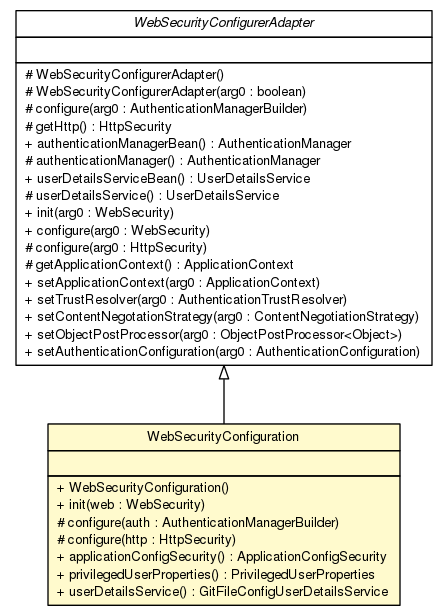 WebSecurityConfigurerAdapter
# WebSecurityConfigurerAdapter()
# WebSecurityConfigurerAdapter(arg0 : boolean)
# configure(arg0 : AuthenticationManagerBuilder)
# getHttp() : HttpSecurity
+ authenticationManagerBean() : AuthenticationManager
# authenticationManager() : AuthenticationManager
+ userDetailsServiceBean() : UserDetailsService
# userDetailsService() : UserDetailsService
+ init(arg0 : WebSecurity)
+ configure(arg0 : WebSecurity)
# configure(arg0 : HttpSecurity)
# getApplicationContext() : ApplicationContext
+ setApplicationContext(arg0 : ApplicationContext)
+ setTrustResolver(arg0 : AuthenticationTrustResolver)
+ setContentNegotationStrategy(arg0 : ContentNegotiationStrategy)
+ setObjectPostProcessor(arg0 : ObjectPostProcessor<Object>)
+ setAuthenticationConfiguration(arg0 : AuthenticationConfiguration)
WebSecurityConfiguration
+ WebSecurityConfiguration()
+ init(web : WebSecurity)
# configure(auth : AuthenticationManagerBuilder)
# configure(http : HttpSecurity)
+ applicationConfigSecurity() : ApplicationConfigSecurity
+ privilegedUserProperties() : PrivilegedUserProperties
+ userDetailsService() : GitFileConfigUserDetailsService